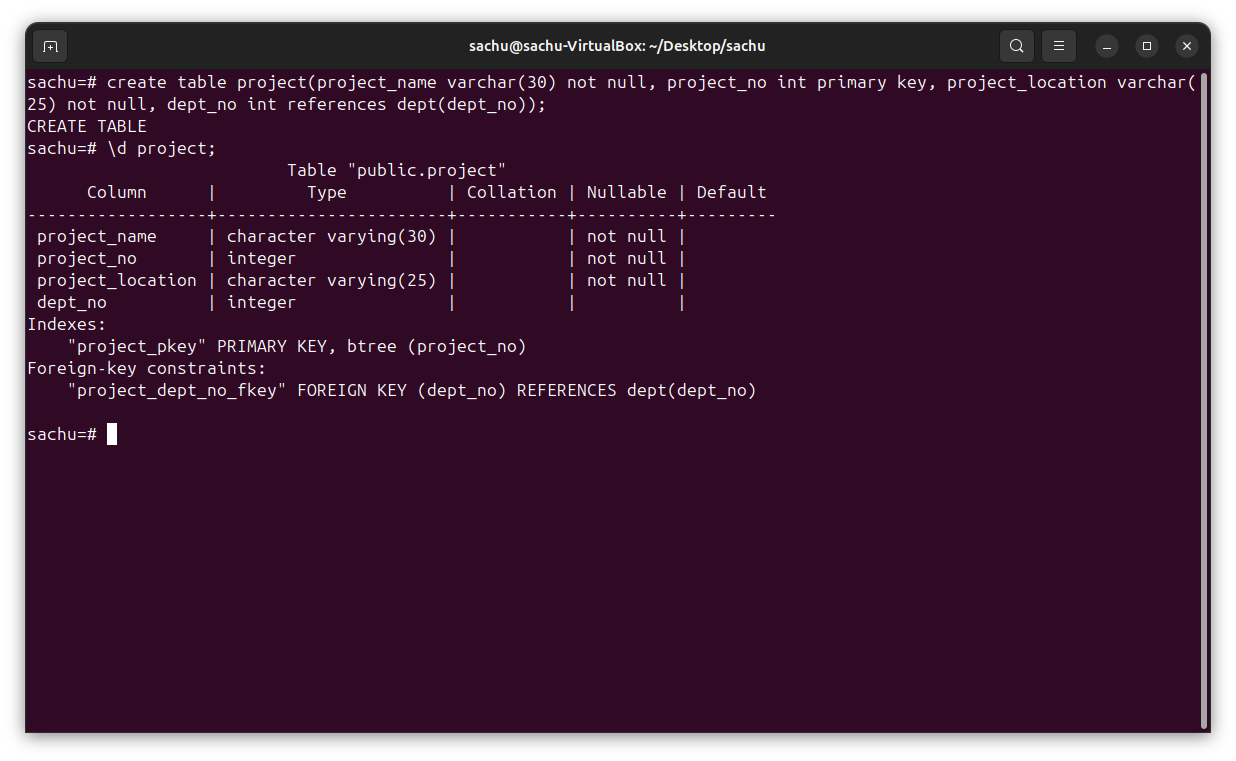 sachu@sachu-VirtualBox: ~/Desktop/sachu
sachu=# create table project(project_name varchar(30) not null, project_no int primary key, project_location varchar(
25) not null, dept_no int references dept(dept_no));
CREATE TABLE
sachu=# \d project;
                          Table "public.project"
      Column      |         Type          | Collation | Nullable | Default 
------------------+-----------------------+-----------+----------+---------
 project_name     | character varying(30) |           | not null | 
 project_no       | integer               |           | not null | 
 project_location | character varying(25) |           | not null | 
 dept_no          | integer               |           |          | 
Indexes:
    "project_pkey" PRIMARY KEY, btree (project_no)
Foreign-key constraints:
    "project_dept_no_fkey" FOREIGN KEY (dept_no) REFERENCES dept(dept_no)
sachu=#